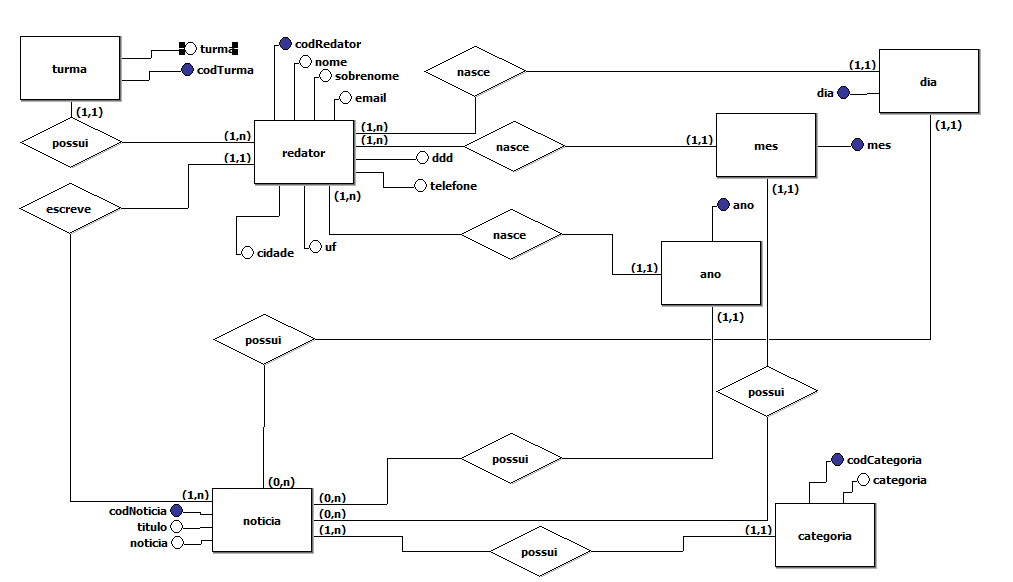 turma
turma
codTurma
(1,1)
possui
escreve
codRedator
nome
sobrenome
email
(1,n)
(1,1)
redator
(1,n)
(1,n)
ddd
telefone
(1,n)
cidade
uf
nasce
(1,1)
dia
dia
(1,1)
nasce
(1,1)
mes
mes
(1,1)
nasce
(1,1)
ano
ano
(1,1)
possui
possui
possui
(0,n)
(1,n)
codNoticia
titulo
noticia
noticia
(0,n)
(0,n)
(1,n)
possui
(1,1)
codCategoria
categoria
categoria